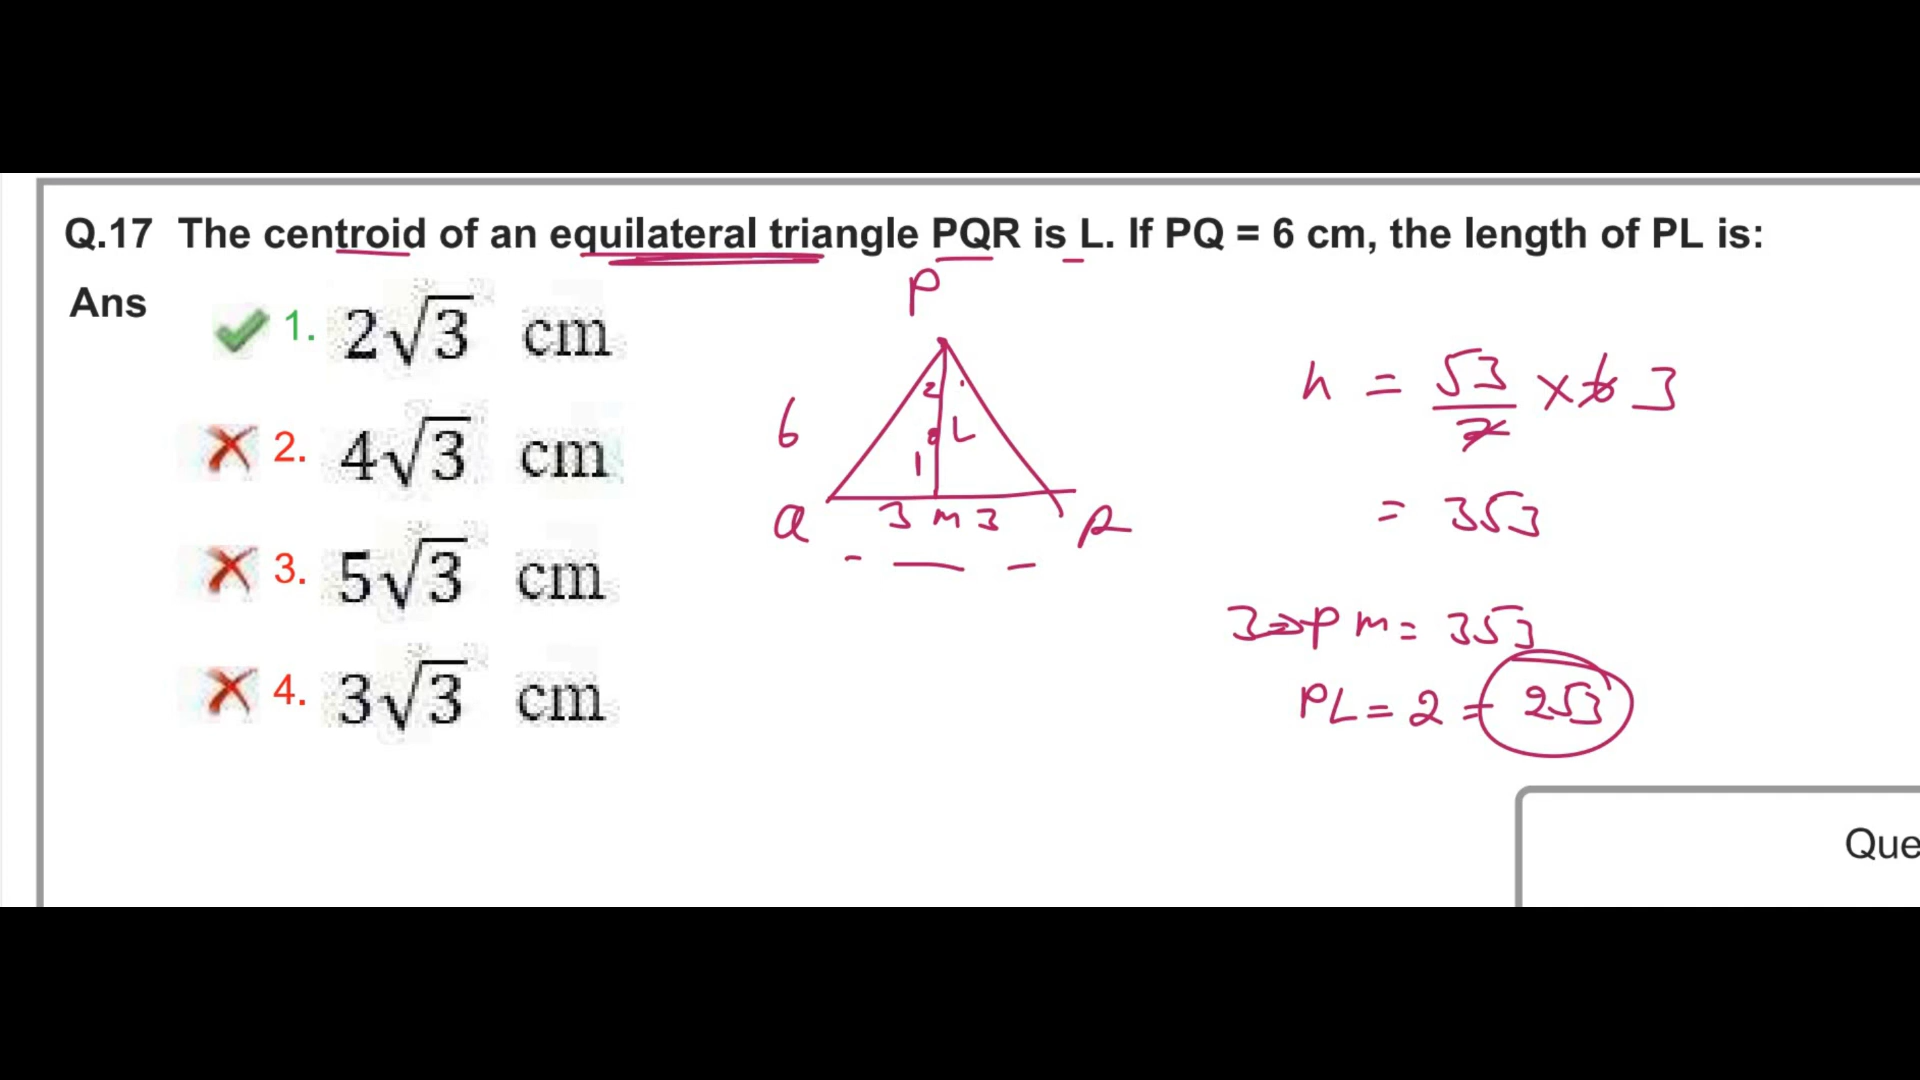 Q.17 The centroid of an equilateral triangle PQR is L. If PQ = 6 cm, the length of PL is:
Ans
1. 2√3 cm
2. 4√3 cm
3. 5√3 cm
4. 3√3 cm
P
2
6
L
1
Q 3 M 3 R
h = √3/2 × 6 3
= 3√3
3 ⇒ PM = 3√3
PL = 2 = 2√3
Que